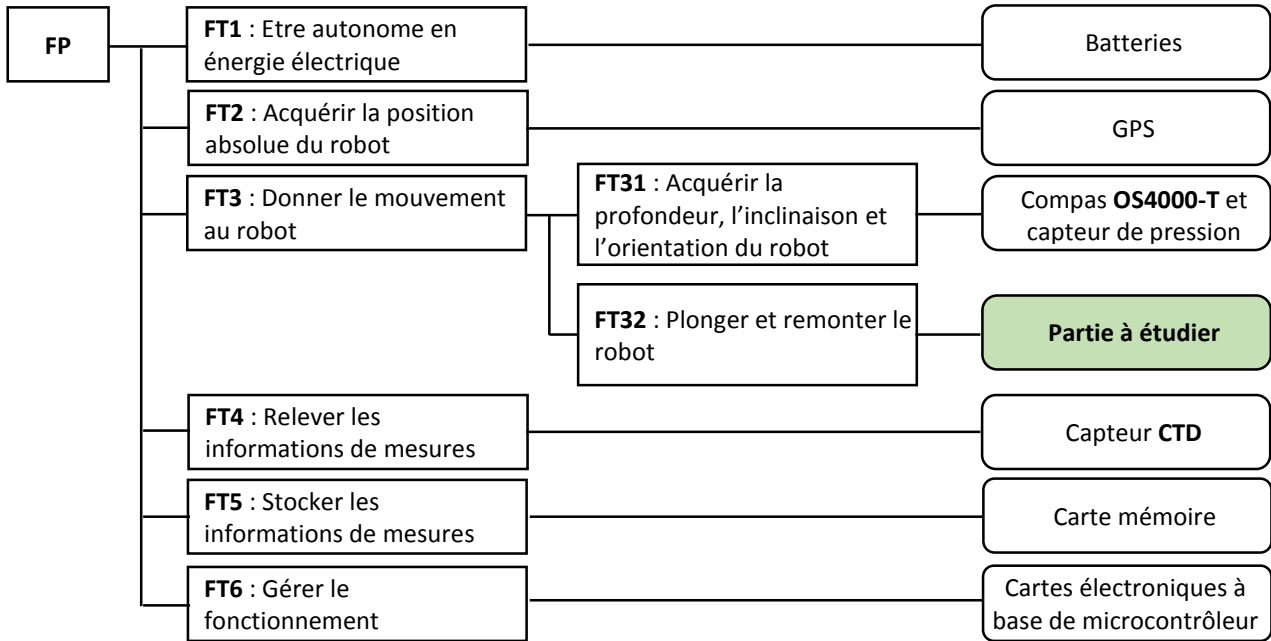 FP
FT1 : Etre autonome en
énergie électrique
Batteries
FT2 : Acquérir la position
absolue du robot
GPS
FT3 : Donner le mouvement
au robot
FT31 : Acquérir la
profondeur, l’inclinaison et
l’orientation du robot
Compas OS4000-T et
capteur de pression
FT32 : Plonger et remonter le
robot
Partie à étudier
FT4 : Relever les
informations de mesures
Capteur CTD
FT5 : Stocker les
informations de mesures
Carte mémoire
FT6 : Gérer le
fonctionnement
Cartes électroniques à
base de microcontrôleur